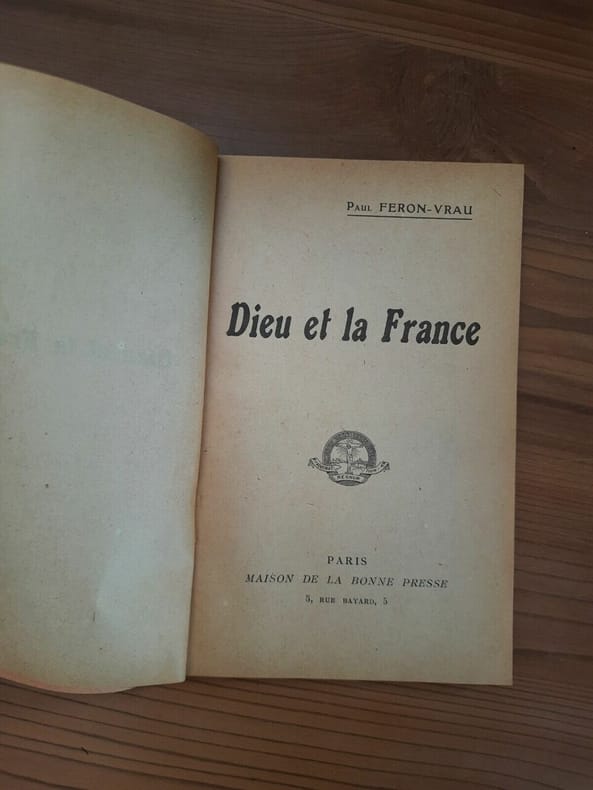 Paul FERON-VRAU
Dieu et la France
PARIS
MAISON DE LA BONNE PRESSE
5, RUE BAYARD, 5